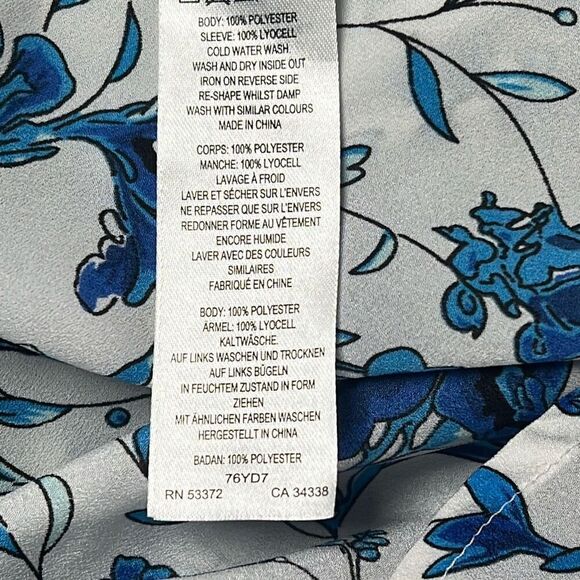 BODY: 100% POLYESTER
SLEEVE: 100% LYOCELL
COLD WATER WASH.
WASH AND DRY INSIDE OUT
IRON ON REVERSE SIDE
RE-SHAPE WHILST DAMP
WASH WITH SIMILAR COLOURS
MADE IN CHINA
CORPS: 100% POLYESTER
MANCHE: 100% LYOCELL
LAVAGE À FROID
LAVER ET SÉCHER SUR L'ENVERS
NE REPASSER QUE SUR L'ENVERS
REDONNER FORME AU VÊTEMENT
ENCORE HUMIDE
LAVER AVEC DES COULEURS
SIMILAIRES
FABRIQUÉ EN CHINE
BODY: 100% POLYESTER
ÄRMEL: 100% LYOCELL
KALTWÄSCHE.
AUF LINKS WASCHEN UND TROCKNEN
AUF LINKS BÜGELN
IN FEUCHTEM ZUSTAND IN FORM
ZIEHEN
MIT ÄHNLICHEN FARBEN WASCHEN
HERGESTELLT IN CHINA
BADAN: 100% POLYESTER
76YD7
RN 53372 CA 34338